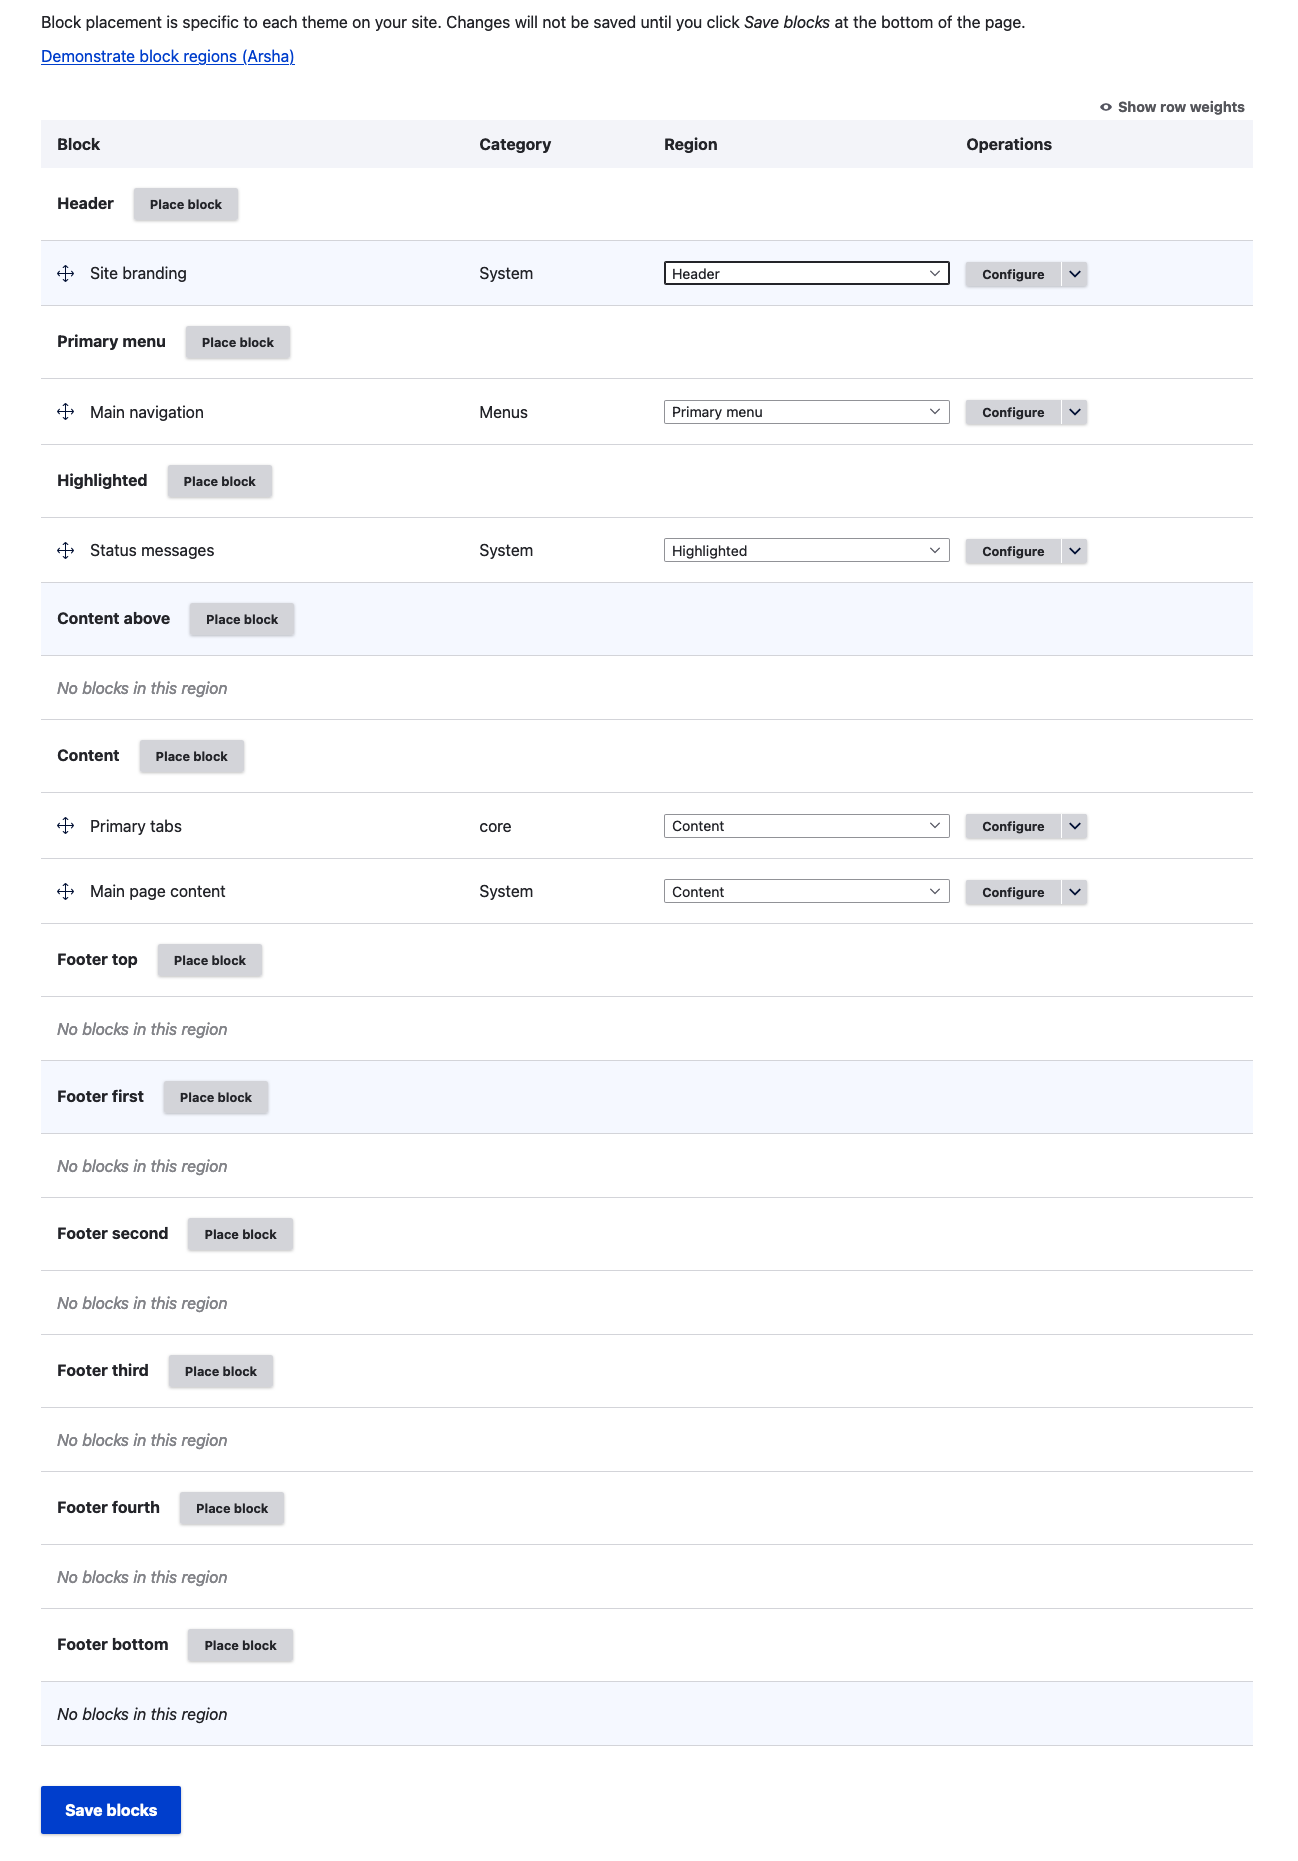 Block placement is specific to each theme on your site. Changes will not be saved until you click Save blocks at the bottom of the page.
Demonstrate block regions (Arsha)
Show row weights
Block Category Region Operations
Header Place block
Site branding System Header Configure
Primary menu Place block
Main navigation Menus Primary menu Configure
Highlighted Place block
Status messages System Highlighted Configure
Content above Place block
No blocks in this region
Content Place block
Primary tabs core Content Configure
Main page content System Content Configure
Footer top Place block
No blocks in this region
Footer first Place block
No blocks in this region
Footer second Place block
No blocks in this region
Footer third Place block
No blocks in this region
Footer fourth Place block
No blocks in this region
Footer bottom Place block
No blocks in this region
Save blocks